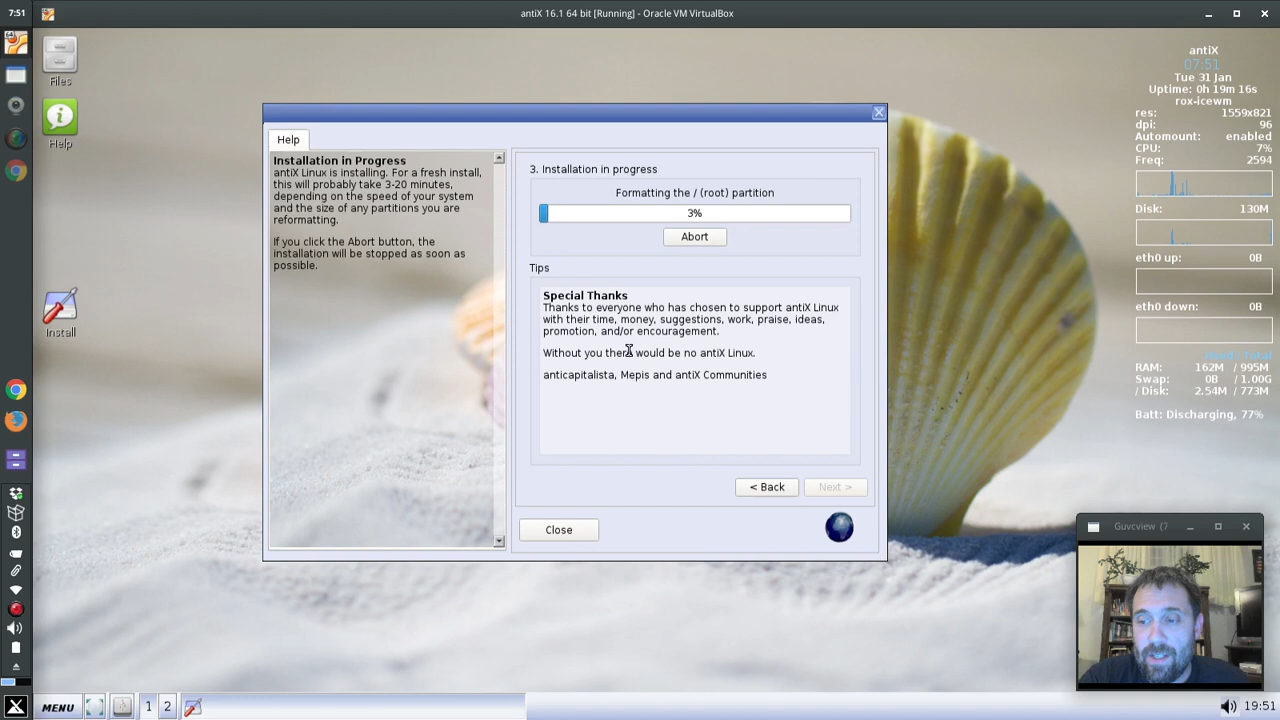 7:51
antiX 16.1 64 bit [Running] - Oracle VM VirtualBox
64
Files
Help
Install
Help
Installation in Progress
antiX Linux is installing. For a fresh install,
this will probably take 3-20 minutes,
depending on the speed of your system
and the size of any partitions you are
reformatting.
If you click the Abort button, the
installation will be stopped as soon as
possible.
3. Installation in progress
Formatting the / (root) partition
3%
Abort
Tips
Special Thanks
Thanks to everyone who has chosen to support antiX Linux
with their time, money, suggestions, work, praise, ideas,
promotion, and/or encouragement.
Without you there would be no antiX Linux.
anticapitalista, Mepis and antiX Communities
< Back
Next >
Close
antiX
07:51
Tue 31 Jan
Uptime: 0h 19m 16s
rox-icewm
res: 1559x821
dpi: 96
Automount: enabled
CPU: 7%
Freq: 2594
Disk: 130M
eth0 up: 0B
eth0 down: 0B
Used / Total
RAM: 162M / 995M
Swap: 0B / 1.00G
/ Disk: 2.54M / 773M
Batt: Discharging, 77%
Guvcview (7
MENU
1
2
19:51